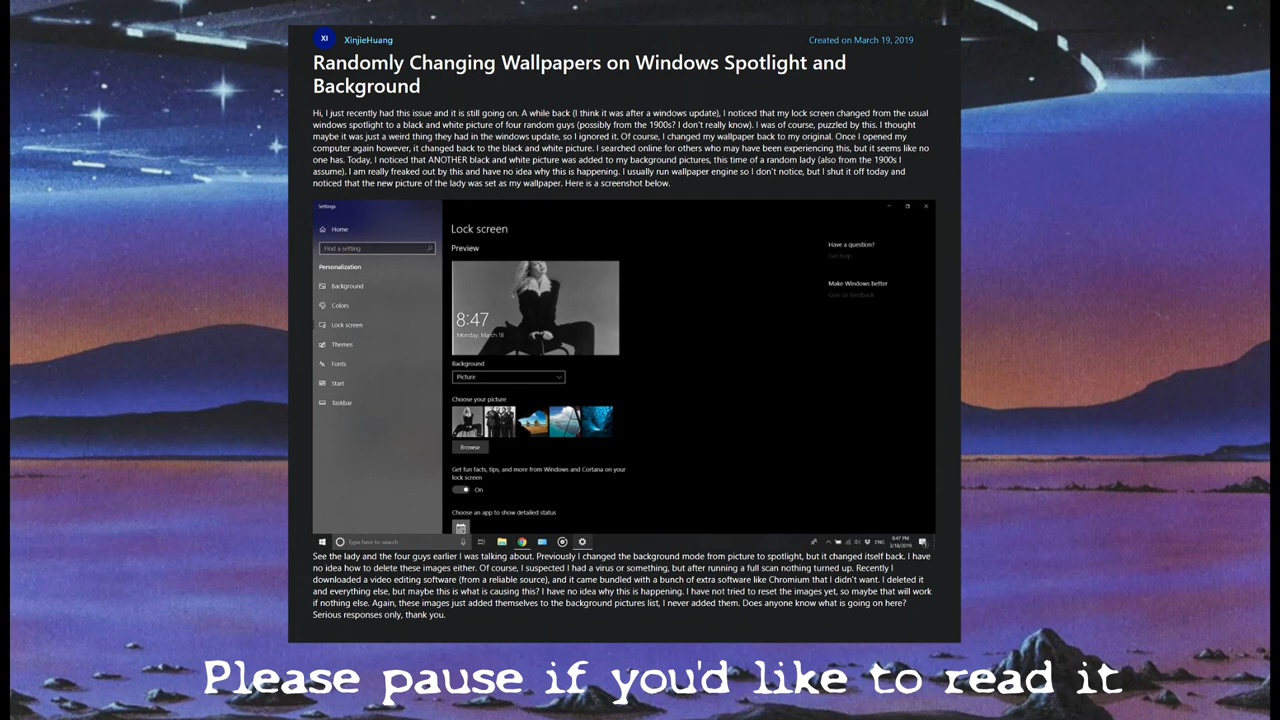 XI XinjieHuang Created on March 19, 2019
Randomly Changing Wallpapers on Windows Spotlight and
Background
Hi, I just recently had this issue and it is still going on. A while back (I think it was after a windows update), I noticed that my lock screen changed from the usual
windows spotlight to a black and white picture of four random guys (possibly from the 1900s? I don't really know). I was of course, puzzled by this. I thought
maybe it was just a weird thing they had in the windows update, so I ignored it. Of course, I changed my wallpaper back to my original. Once I opened my
computer again however, it changed back to the black and white picture. I searched online for others who may have been experiencing this, but it seems like no
one has. Today, I noticed that ANOTHER black and white picture was added to my background pictures, this time of a random lady (also from the 1900s I
assume). I am really freaked out by this and have no idea why this is happening. I usually run wallpaper engine so I don't notice, but I shut it off today and
noticed that the new picture of the lady was set as my wallpaper. Here is a screenshot below.
Settings
Home
Find a setting
Personalization
Background
Colors
Lock screen
Themes
Fonts
Start
Taskbar
Lock screen
Preview
8:47
Monday, March 18
Background
Picture
Choose your picture
Browse
Get fun facts, tips, and more from Windows and Cortana on your
lock screen
On
Choose an app to show detailed status
Have a question?
Get help
Make Windows better
Give us feedback
Type here to search
8:47 PM
3/18/2019
See the lady and the four guys earlier I was talking about. Previously I changed the background mode from picture to spotlight, but it changed itself back. I have
no idea how to delete these images either. Of course, I suspected I had a virus or something, but after running a full scan nothing turned up. Recently I
downloaded a video editing software (from a reliable source), and it came bundled with a bunch of extra software like Chromium that I didn't want. I deleted it
and everything else, but maybe this is what is causing this? I have no idea why this is happening. I have not tried to reset the images yet, so maybe that will work
if nothing else. Again, these images just added themselves to the background pictures list, I never added them. Does anyone know what is going on here?
Serious responses only, thank you.
Please pause if you'd like to read it